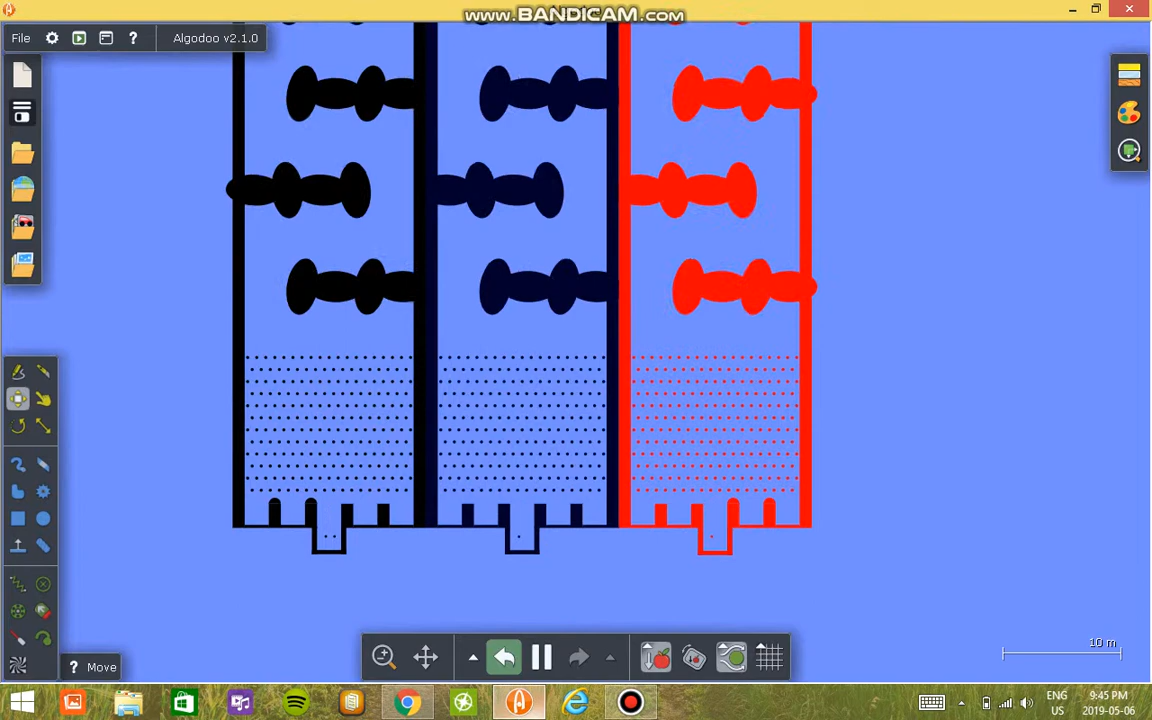 www.BANDICAM.com
File
?
Algodoo v2.1.0
10 m
? Move
ENG
US
9:45 PM
2019-05-06